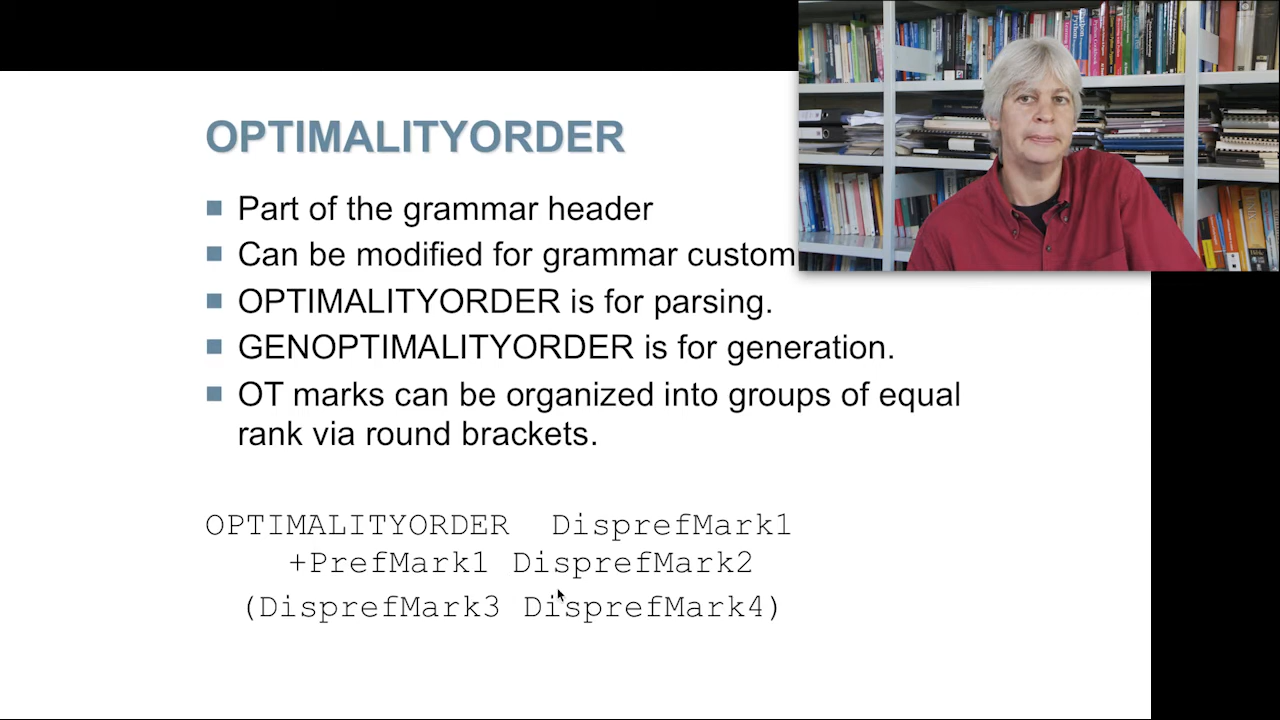 OPTIMALITYORDER
Part of the grammar header
Can be modified for grammar custom
OPTIMALITYORDER is for parsing.
GENOPTIMALITYORDER is for generation.
OT marks can be organized into groups of equal
rank via round brackets.
OPTIMALITYORDER DisprefMark1
+PrefMark1 DisprefMark2
(DisprefMark3 DisprefMark4)